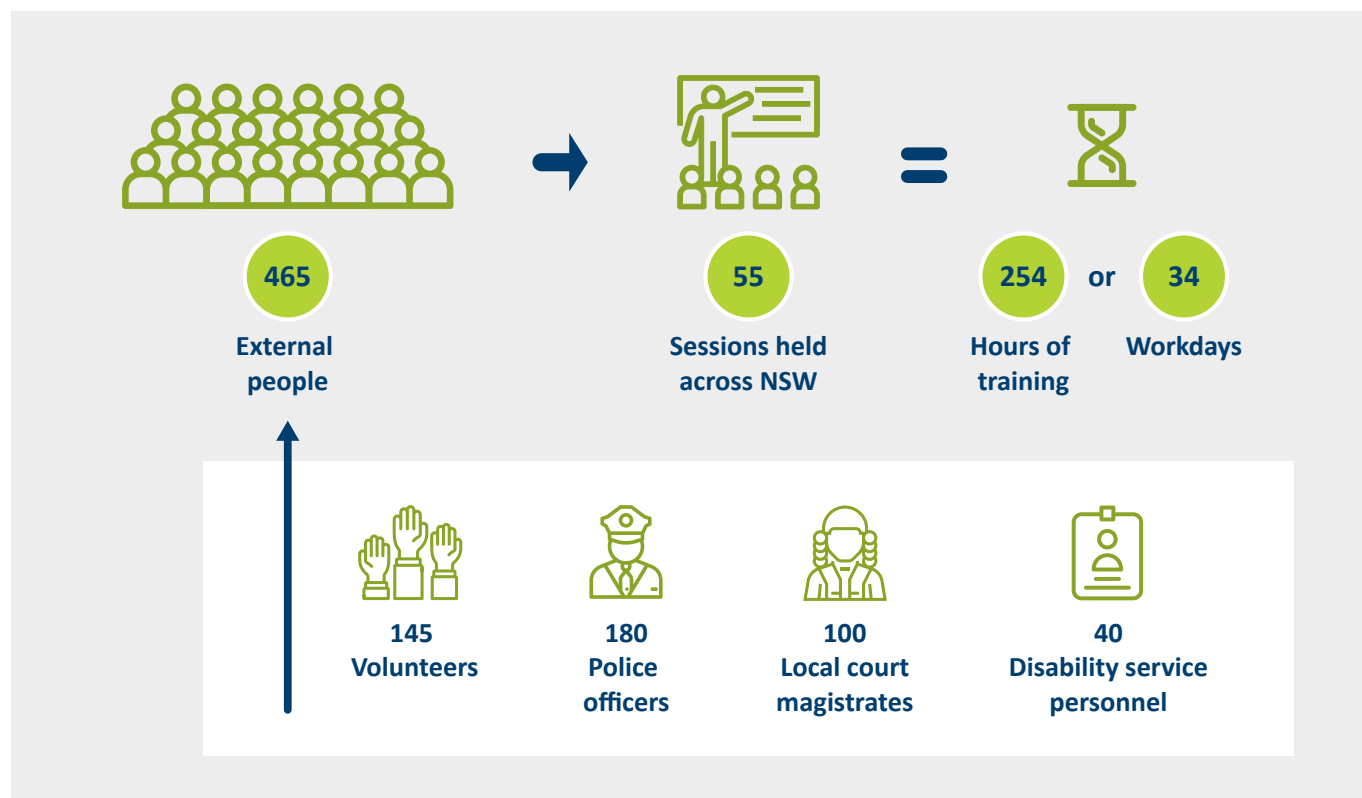 465
External
people
55
Sessions held
across NSW
254 or 34
Hours of
training
Workdays
145
Volunteers
180
Police
officers
100
Local court
magistrates
40
Disability service
personnel